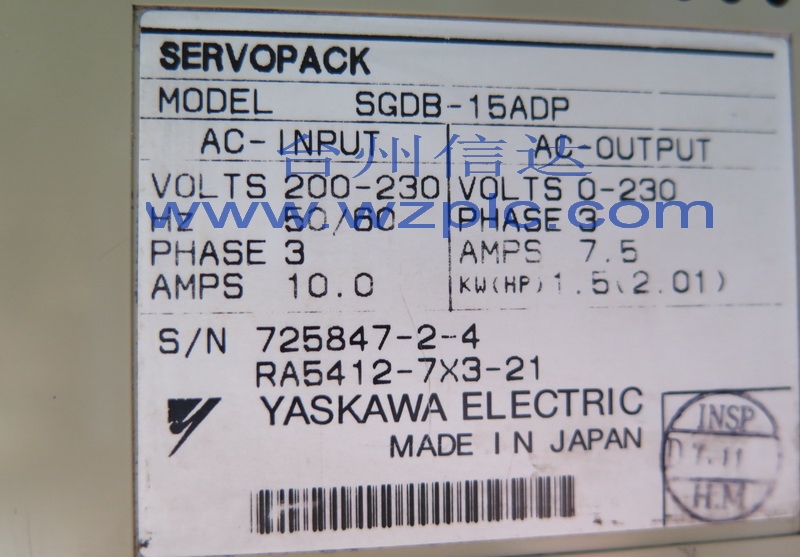 SERVOPACK
MODEL SGDB-15ADP
AC-INPUT AC-OUTPUT
台州信达
VOLTS 200-230 VOLTS 0-230
www.wzplc.com
HZ 50/60 PHASE 3
PHASE 3 AMPS 7.5
AMPS 10.0 KW(HP) 1.5(2.01)
S/N 725847-2-4
RA5412-7X3-21
YASKAWA ELECTRIC
MADE IN JAPAN
INSP
7.11
H.M